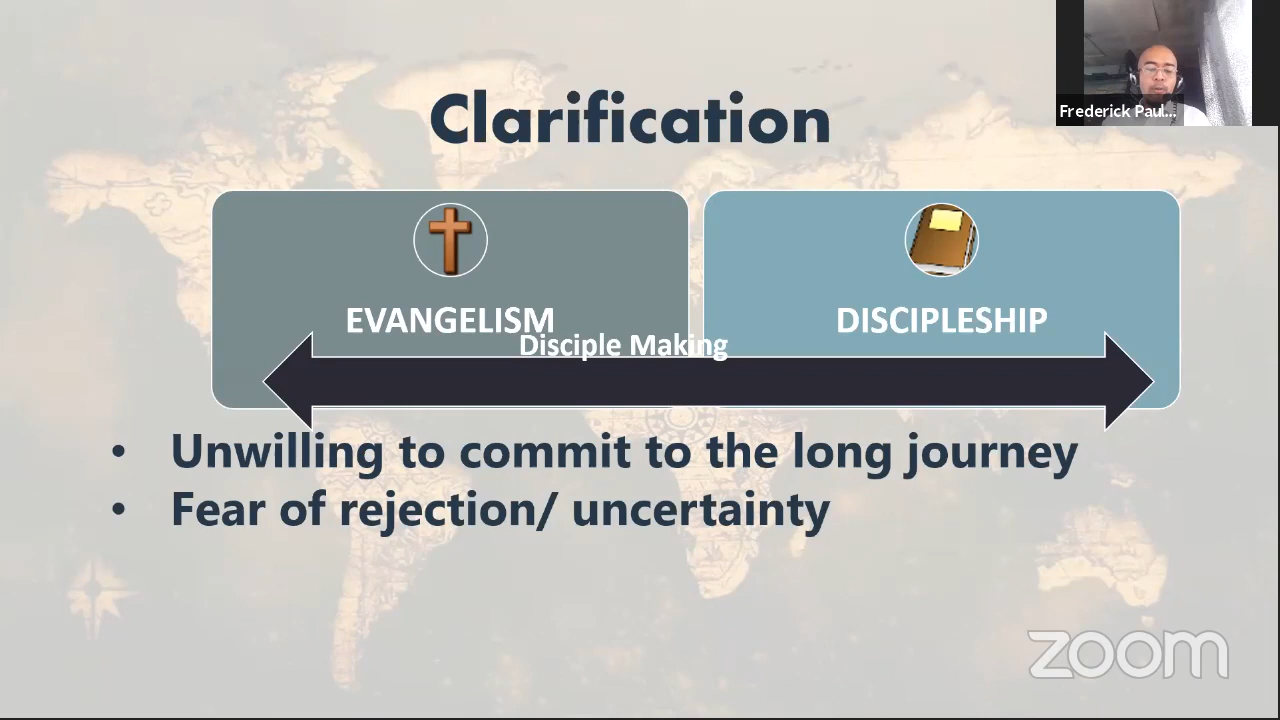 Clarification
Frederick Paul...
EVANGELISM
DISCIPLESHIP
Disciple Making
• Unwilling to commit to the long journey
• Fear of rejection/ uncertainty
zoom